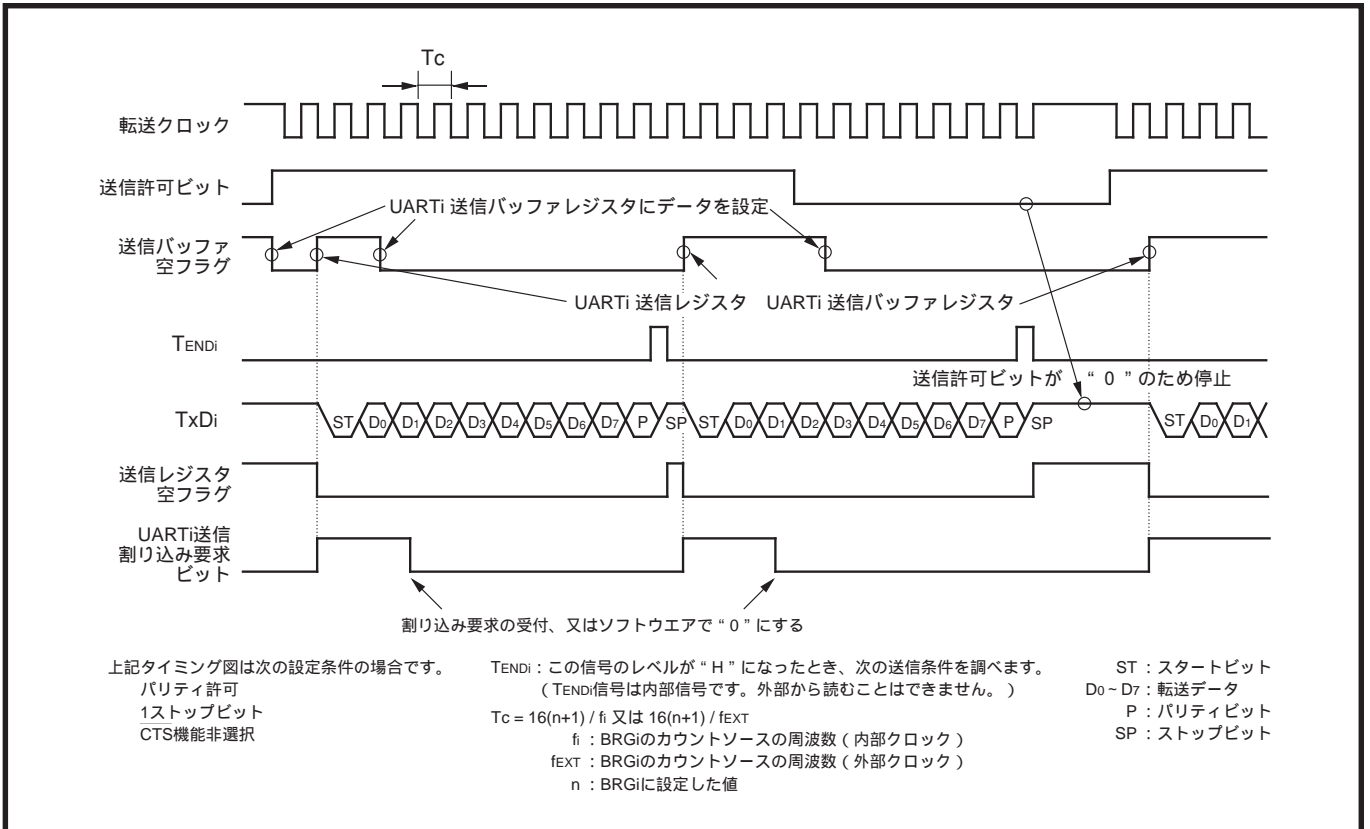 Tc
転送クロック
送信許可ビット
UARTi 送信バッファレジスタにデータを設定
送信バッファ
空フラグ
UARTi 送信レジスタ UARTi 送信バッファレジスタ
TENDi
送信許可ビットが “ 0 ” のため停止
TxDi
ST D0 D1 D2 D3 D4 D5 D6 D7 P SP ST D0 D1 D2 D3 D4 D5 D6 D7 P SP ST D0 D1
送信レジスタ
空フラグ
UARTi送信
割り込み要求
ビット
割り込み要求の受付、又はソフトウエアで “ 0 ” にする
上記タイミング図は次の設定条件の場合です。
パリティ許可
1ストップビット
CTS機能非選択
TENDi : この信号のレベルが “ H ” になったとき、次の送信条件を調べます。
( TENDi信号は内部信号です。外部から読むことはできません。 )
Tc = 16(n+1) / fi 又は 16(n+1) / fEXT
fi : BRGiのカウントソースの周波数 ( 内部クロック )
fEXT : BRGiのカウントソースの周波数 ( 外部クロック )
n : BRGiに設定した値
ST : スタートビット
D0 ~ D7 : 転送データ
P : パリティビット
SP : ストップビット